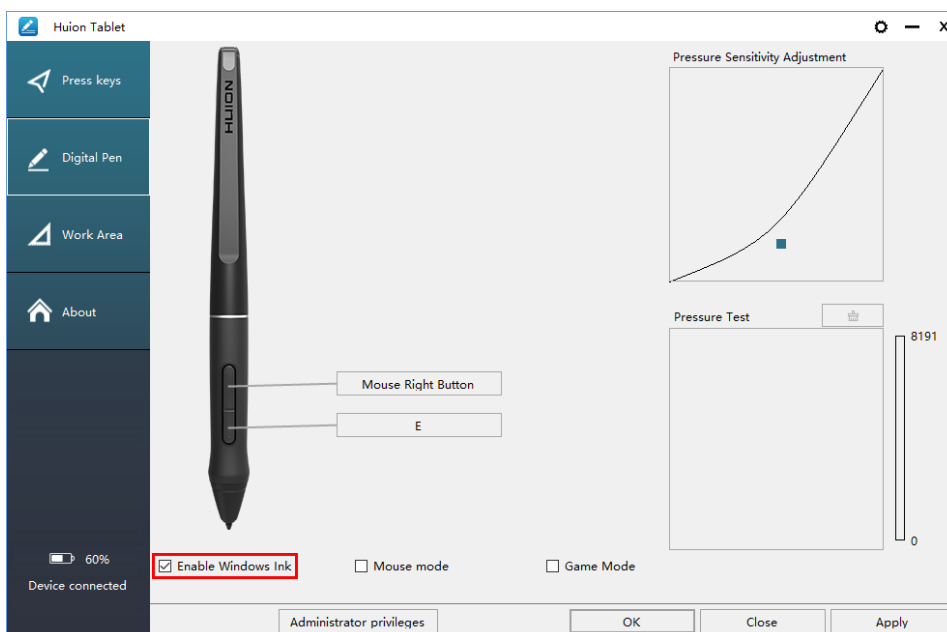 Huion Tablet
X
Press keys
Digital Pen
Work Area
About
60%
Device connected
HUION
Mouse Right Button
E
Enable Windows Ink
Mouse mode
Game Mode
Pressure Sensitivity Adjustment
Pressure Test
8191
0
Administrator privileges
OK
Close
Apply